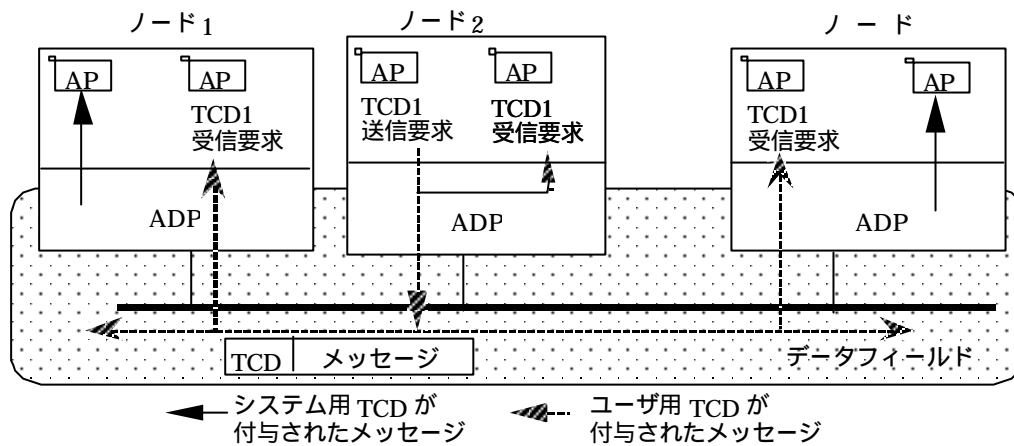 ノード 1
ノード 2
ノ ー ド
AP
AP
AP
AP
AP
AP
TCD1
受信要求
TCD1
送信要求
TCD1
受信要求
TCD1
受信要求
ADP
ADP
ADP
TCD メッセージ
データフィールド
システム用 TCD が
付与されたメッセージ
ユーザ用 TCD が
付与されたメッセージ